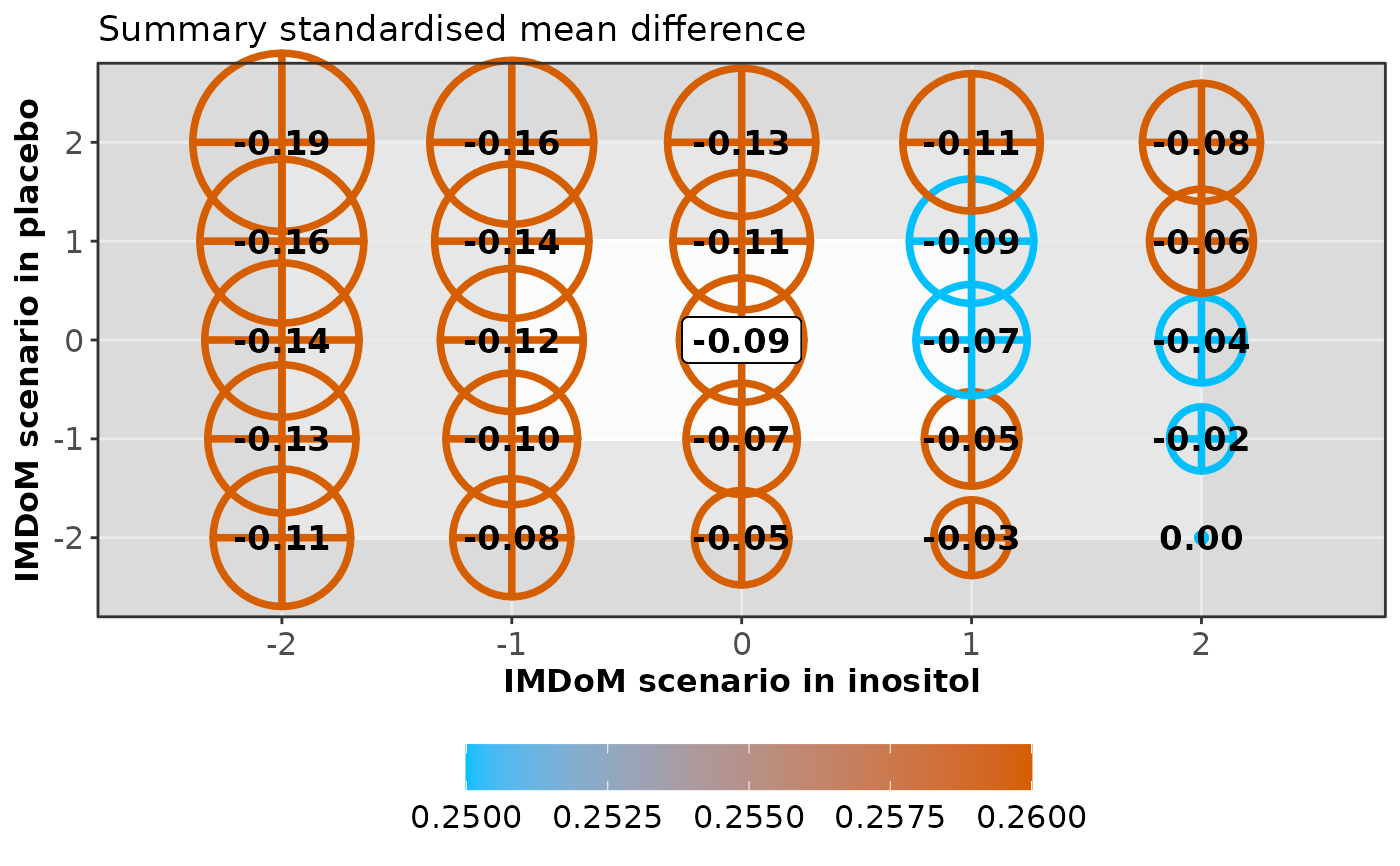 Summary standardised mean difference
IMDoM scenario in placebo
2 -0.19 -0.16 -0.13 -0.11 -0.08
1 -0.16 -0.14 -0.11 -0.09 -0.06
0 -0.14 -0.12 -0.09 -0.07 -0.04
-1 -0.13 -0.10 -0.07 -0.05 -0.02
-2 -0.11 -0.08 -0.05 -0.03 0.00
-2 -1 0 1 2
IMDoM scenario in inositol
0.2500 0.2525 0.2550 0.2575 0.2600